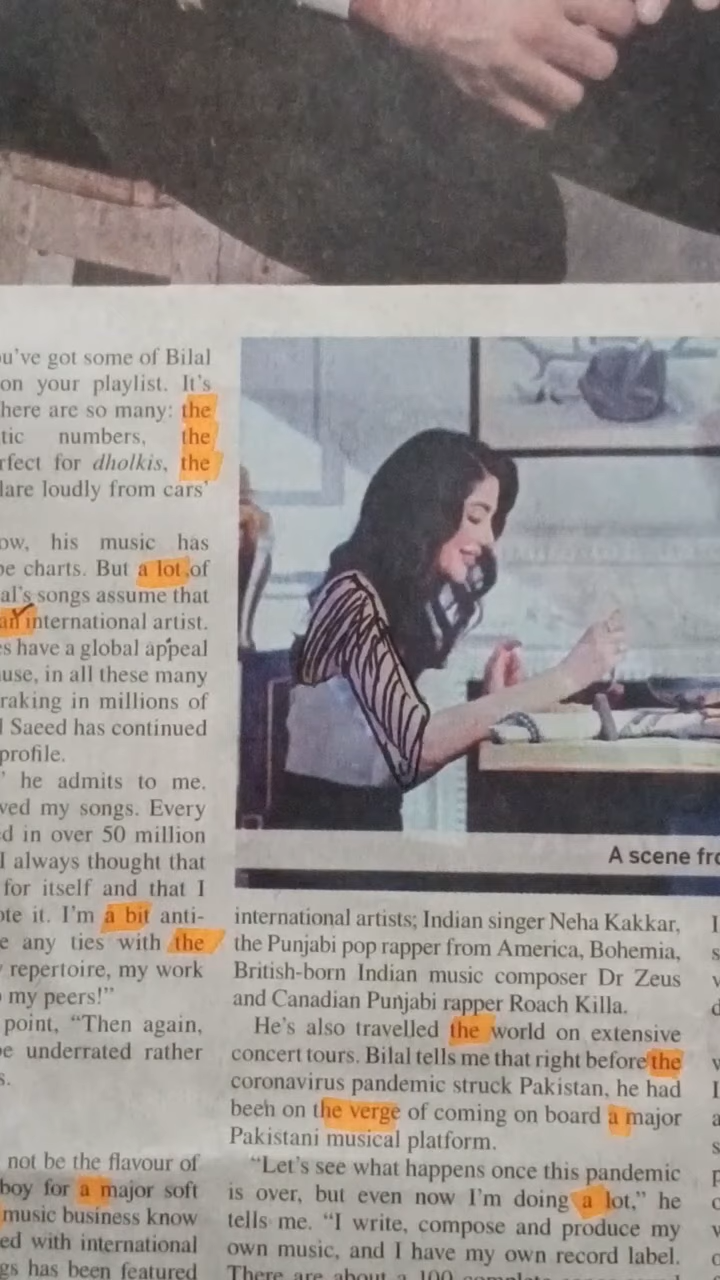 u've got some of Bilal
on your playlist. It's
here are so many: the
tic numbers, the
rfect for dholkis, the
lare loudly from cars'
ow, his music has
be charts. But a lot of
al's songs assume that
an international artist.
s have a global appeal
use, in all these many
raking in millions of
Saeed has continued
profile.
" he admits to me.
ved my songs. Every
d in over 50 million
I always thought that
for itself and that I
ote it. I'm a bit anti-
e any ties with the
repertoire, my work
my peers!"
point, "Then again,
be underrated rather
s.
not be the flavour of
boy for a major soft
music business know
ed with international
gs has been featured
A scene fro
international artists; Indian singer Neha Kakkar,
the Punjabi pop rapper from America, Bohemia,
British-born Indian music composer Dr Zeus
and Canadian Punjabi rapper Roach Killa.
He's also travelled the world on extensive
concert tours. Bilal tells me that right before the
coronavirus pandemic struck Pakistan, he had
been on the verge of coming on board a major
Pakistani musical platform.
"Let's see what happens once this pandemic
is over, but even now I'm doing a lot," he
tells me. "I write, compose and produce my
own music, and I have my own record label.
There are about a 100